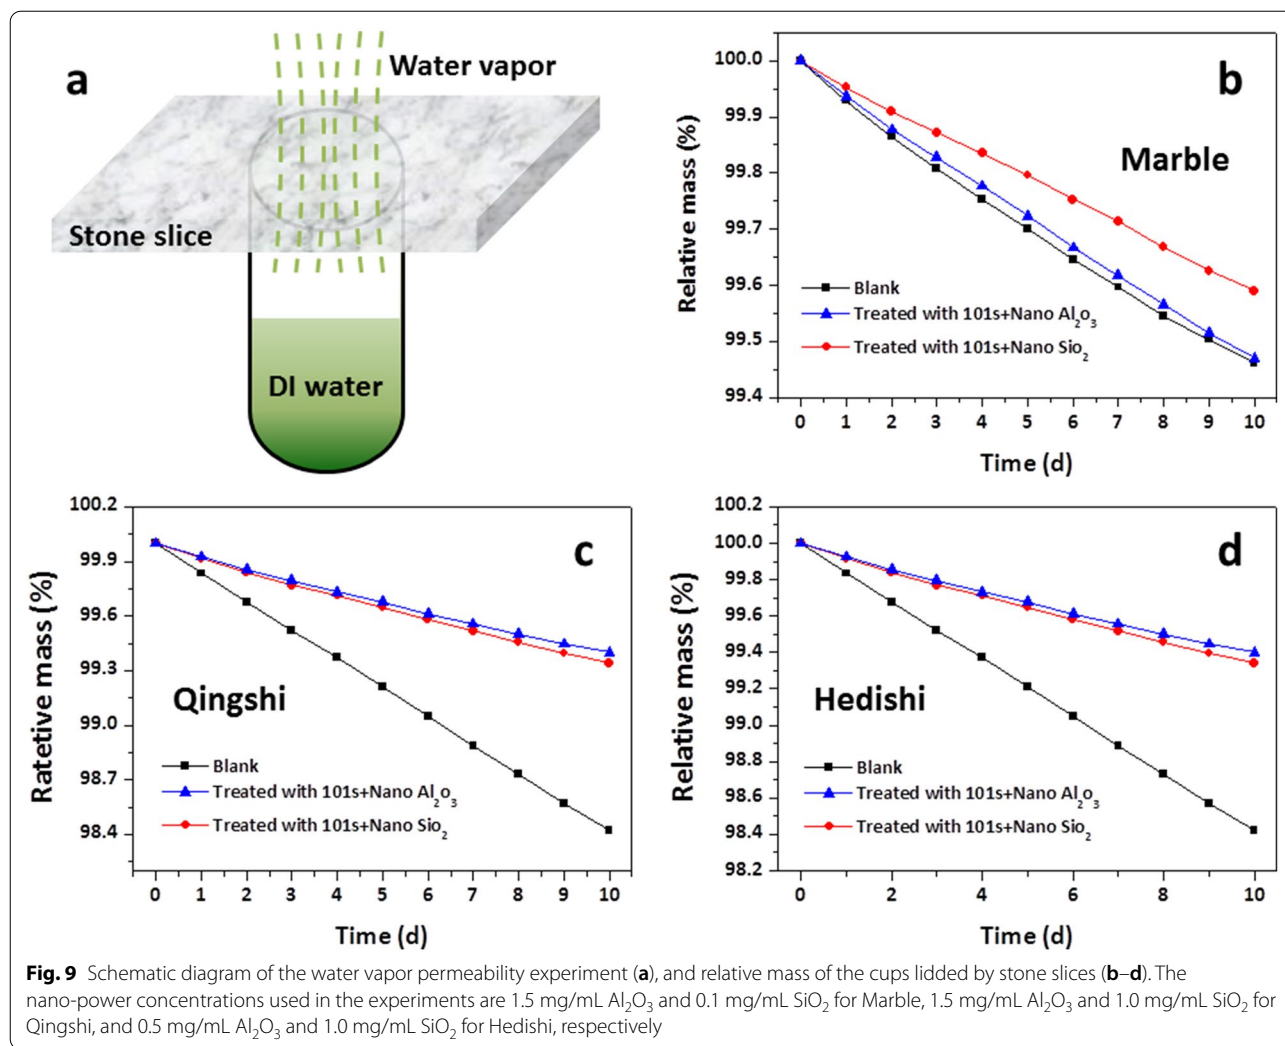 a
Water vapor
Stone slice
DI water
b
Marble
Relative mass (%)
100.0
99.9
99.8
99.7
99.6
99.5
99.4
Blank
Treated with 101s+Nano Al₂o₃
Treated with 101s+Nano Sio₂
0 1 2 3 4 5 6 7 8 9 10
Time (d)
c
Qingshi
Ratetive mass (%)
100.2
99.9
99.6
99.3
99.0
98.7
98.4
Blank
Treated with 101s+Nano Al₂o₃
Treated with 101s+Nano Sio₂
0 1 2 3 4 5 6 7 8 9 10
Time (d)
d
Hedishi
Relative mass (%)
100.2
100.0
99.8
99.6
99.4
99.2
99.0
98.8
98.6
98.4
98.2
Blank
Treated with 101s+Nano Al₂o₃
Treated with 101s+Nano Sio₂
0 2 4 6 8 10
Time (d)
Fig. 9 Schematic diagram of the water vapor permeability experiment (a), and relative mass of the cups lidded by stone slices (b–d). The
nano-power concentrations used in the experiments are 1.5 mg/mL Al₂O₃ and 0.1 mg/mL SiO₂ for Marble, 1.5 mg/mL Al₂O₃ and 1.0 mg/mL SiO₂ for
Qingshi, and 0.5 mg/mL Al₂O₃ and 1.0 mg/mL SiO₂ for Hedishi, respectively